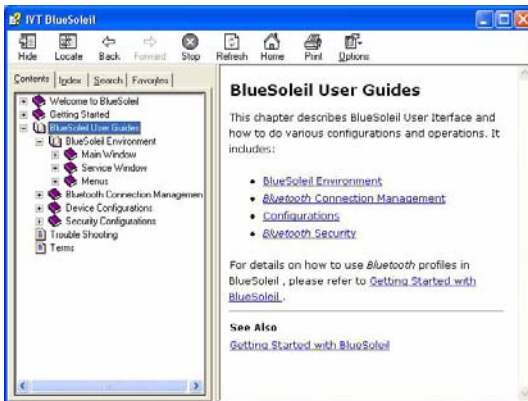 IVT BlueSoleil
Hide Locate Back Forward Stop Refresh Home Print Options
Contents Index Search Favorites
Welcome to BlueSoleil
Getting Started
BlueSoleil User Guides
BlueSoleil Environment
Main Window
Service Window
Menus
Bluetooth Connection Managemen
Device Configurations
Security Configurations
Trouble Shooting
Terms
BlueSoleil User Guides
This chapter describes BlueSoleil User Iterface and
how to do various configurations and operations. It
includes:
BlueSoleil Environment
Bluetooth Connection Management
Configurations
Bluetooth Security
For details on how to use Bluetooth profiles in
BlueSoleil , please refer to Getting Started with
BlueSoleil .
See Also
Getting Started with BlueSoleil